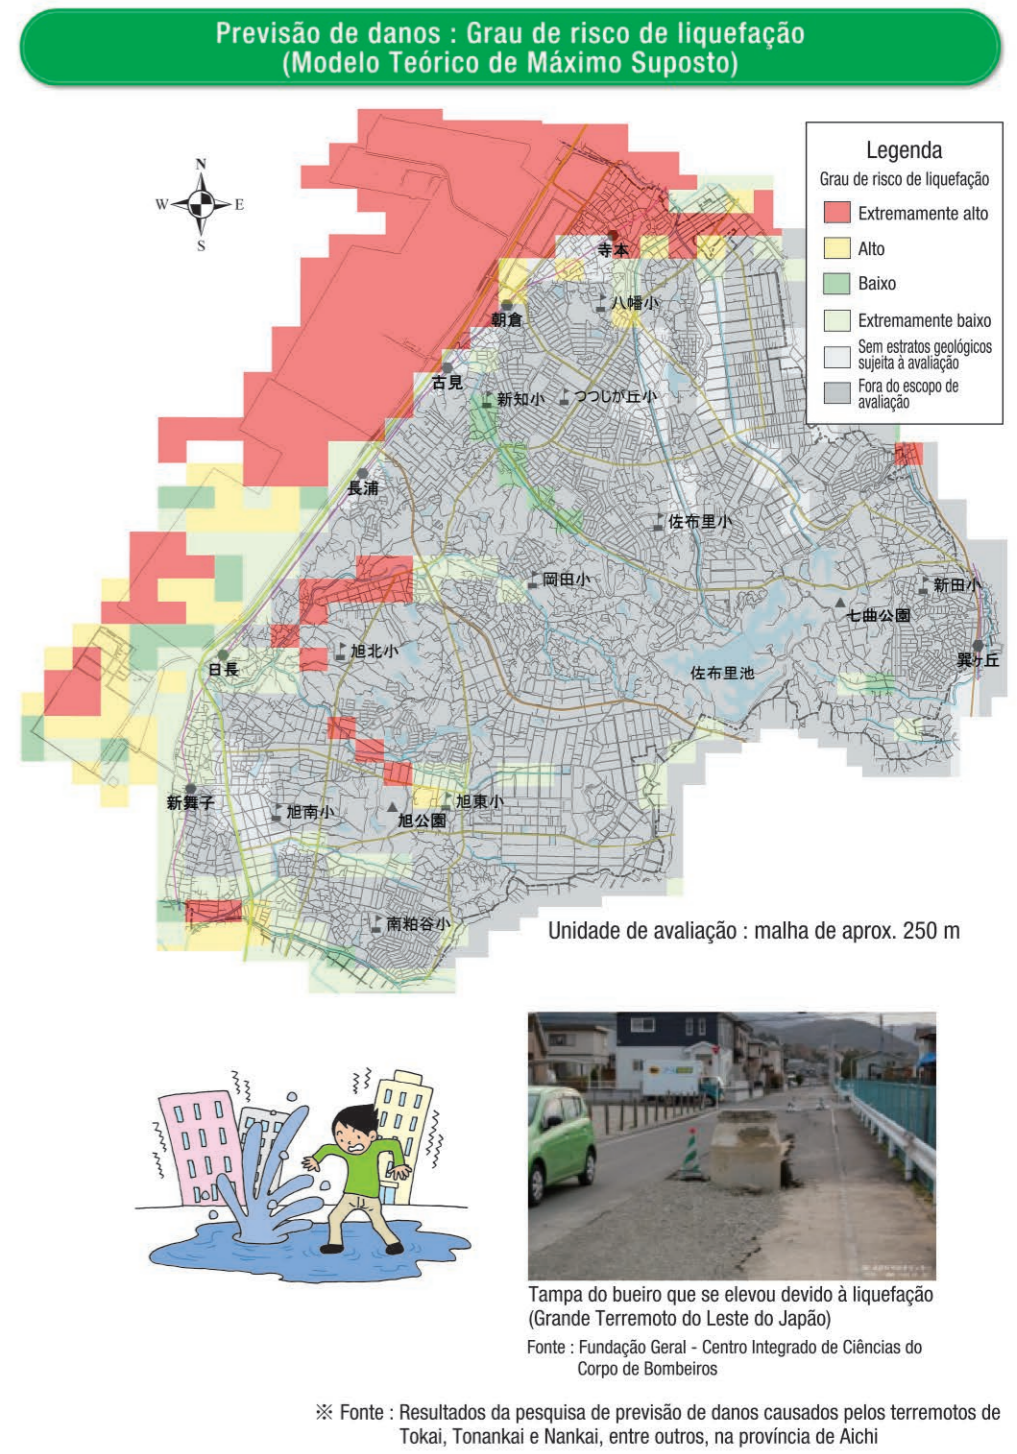 Previsão de danos : Grau de risco de liquefação
(Modelo Teórico de Máximo Suposto)
Legenda
Grau de risco de liquefação
Extremamente alto
Alto
Baixo
Extremamente baixo
Sem estratos geológicos
sujeita à avaliação
Fora do escopo de
avaliação
N
W
E
S
寺本
八幡小
朝倉
古見
新知小
つつじが丘小
長浦
佐布里小
岡田小
新田小
七曲公園
旭北小
日長
佐布里池
巽ヶ丘
新舞子
旭南小
旭公園
旭東小
南粕谷小
Unidade de avaliação : malha de aprox. 250 m
Tampa do bueiro que se elevou devido à liquefação
(Grande Terremoto do Leste do Japão)
Fonte : Fundação Geral - Centro Integrado de Ciências do
Corpo de Bombeiros
※ Fonte : Resultados da pesquisa de previsão de danos causados pelos terremotos de
Tokai, Tonankai e Nankai, entre outros, na província de Aichi